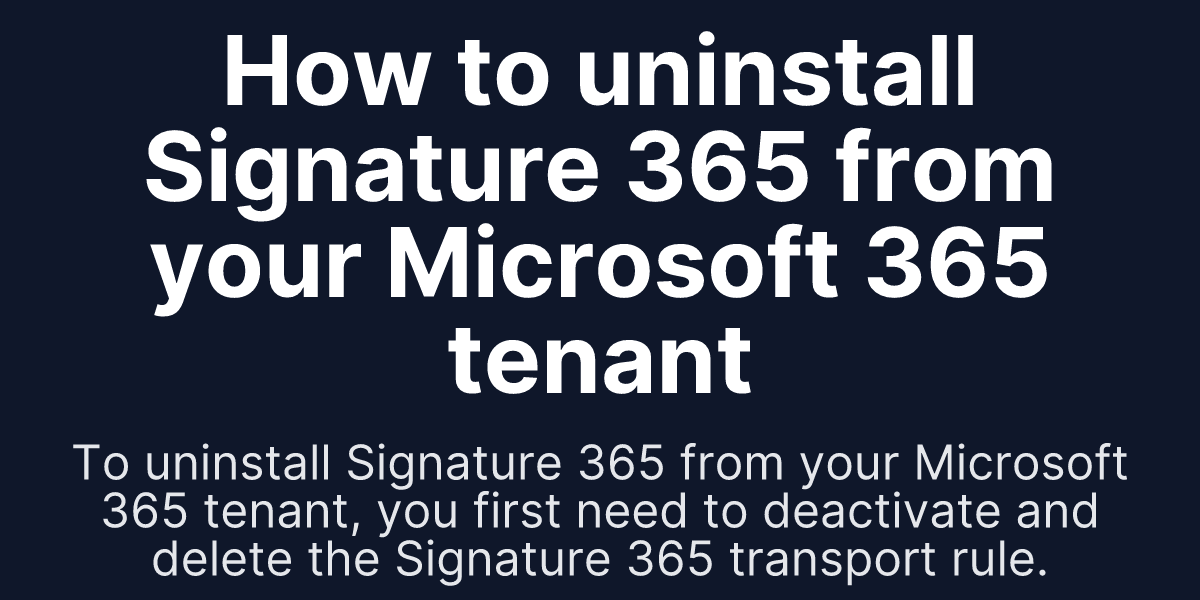 How to uninstall
Signature 365 from
your Microsoft 365
tenant
To uninstall Signature 365 from your Microsoft
365 tenant, you first need to deactivate and
delete the Signature 365 transport rule.